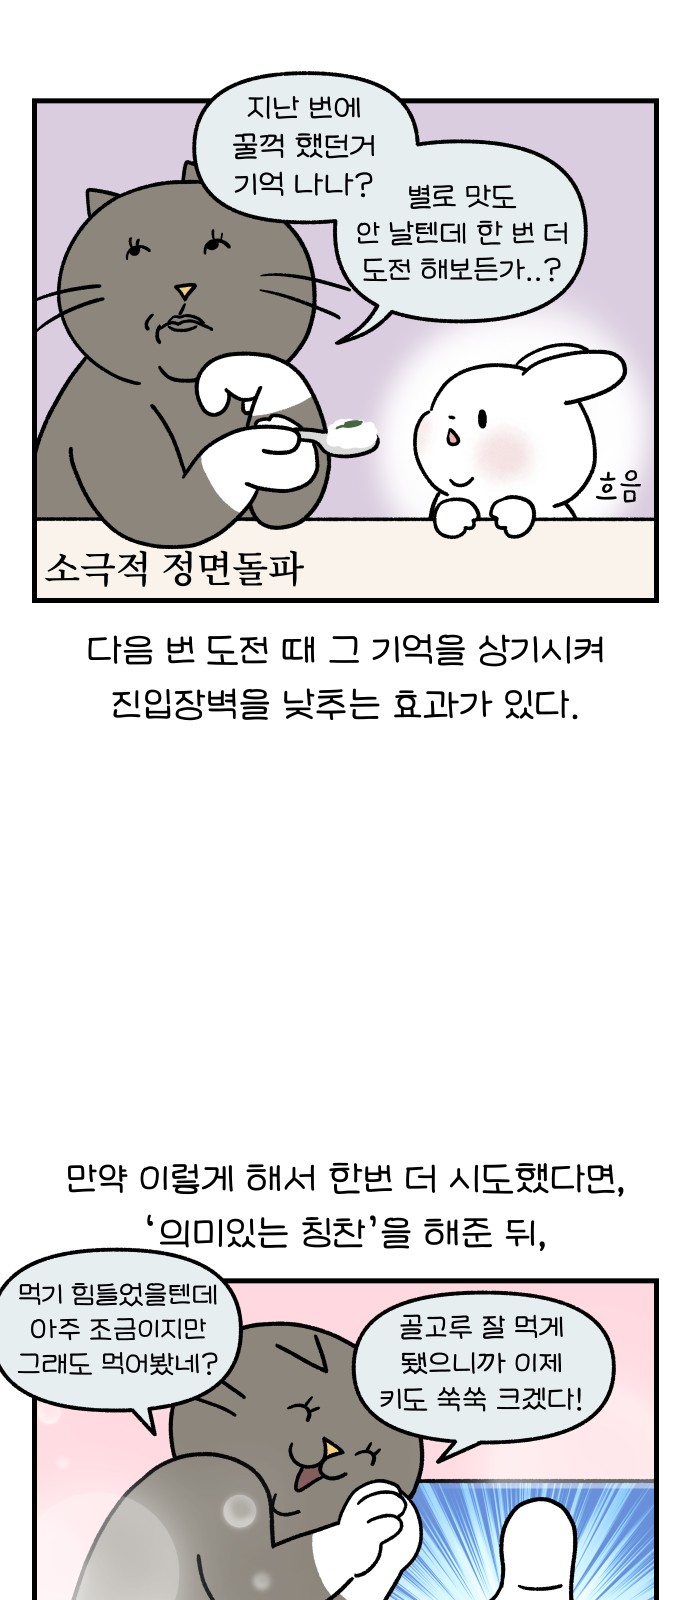 지난 번에
꿀꺽 했던거
기억 나나?
별로 맛도
안 날텐데 한 번 더
도전 해보든가..?
흐음
소극적 정면돌파
다음 번 도전 때 그 기억을 상기시켜
진입장벽을 낮추는 효과가 있다.
만약 이렇게 해서 한번 더 시도했다면,
‘의미있는 칭찬’을 해준 뒤,
먹기 힘들었을텐데
아주 조금이지만
그래도 먹어봤네?
골고루 잘 먹게
됐으니까 이제
키도 쑥쑥 크겠다!